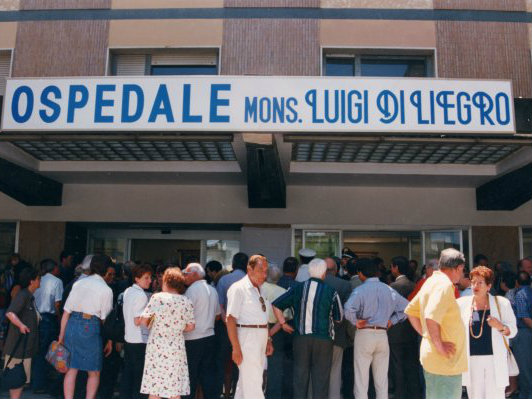 OSPEDALE MONS. LUIGI DI LIEGRO